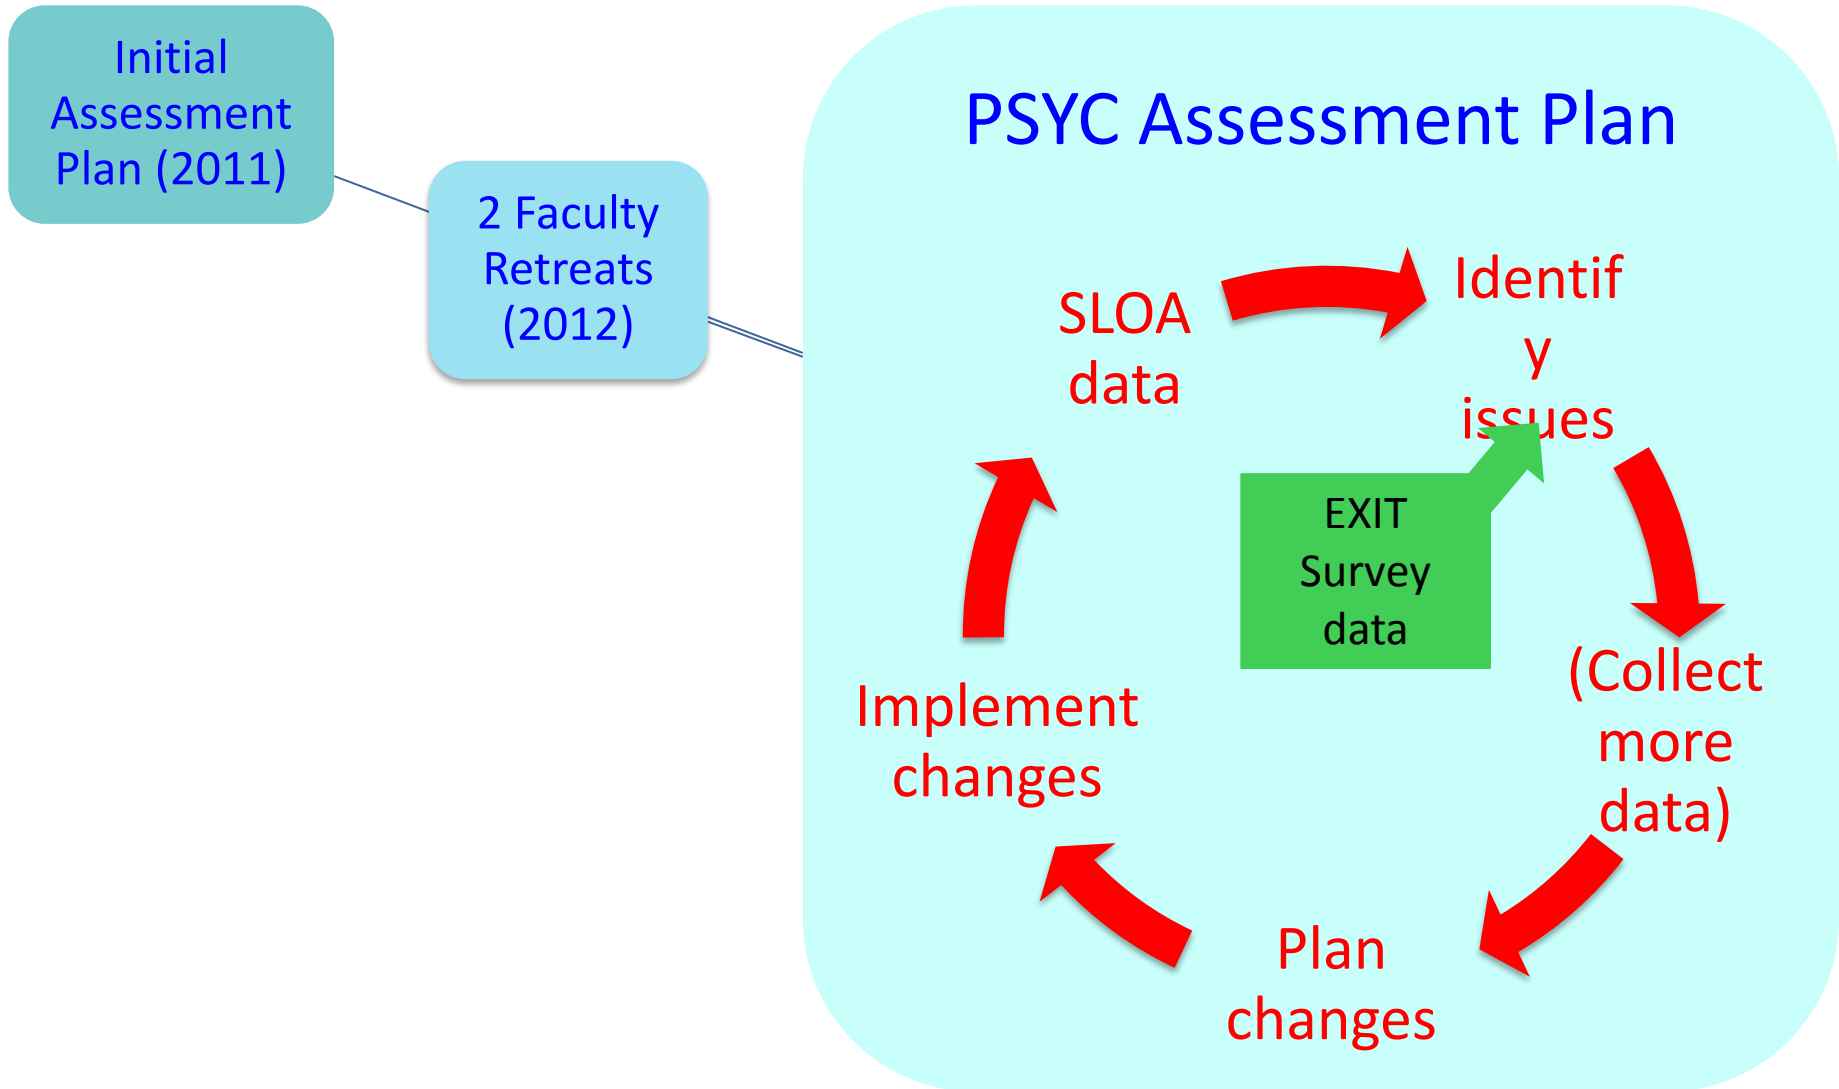 Initial
Assessment
Plan (2011)
2 Faculty
Retreats
(2012)
PSYC Assessment Plan
SLOA
data
Identif
y
issues
EXIT
Survey
data
(Collect
more
data)
Plan
changes
Implement
changes